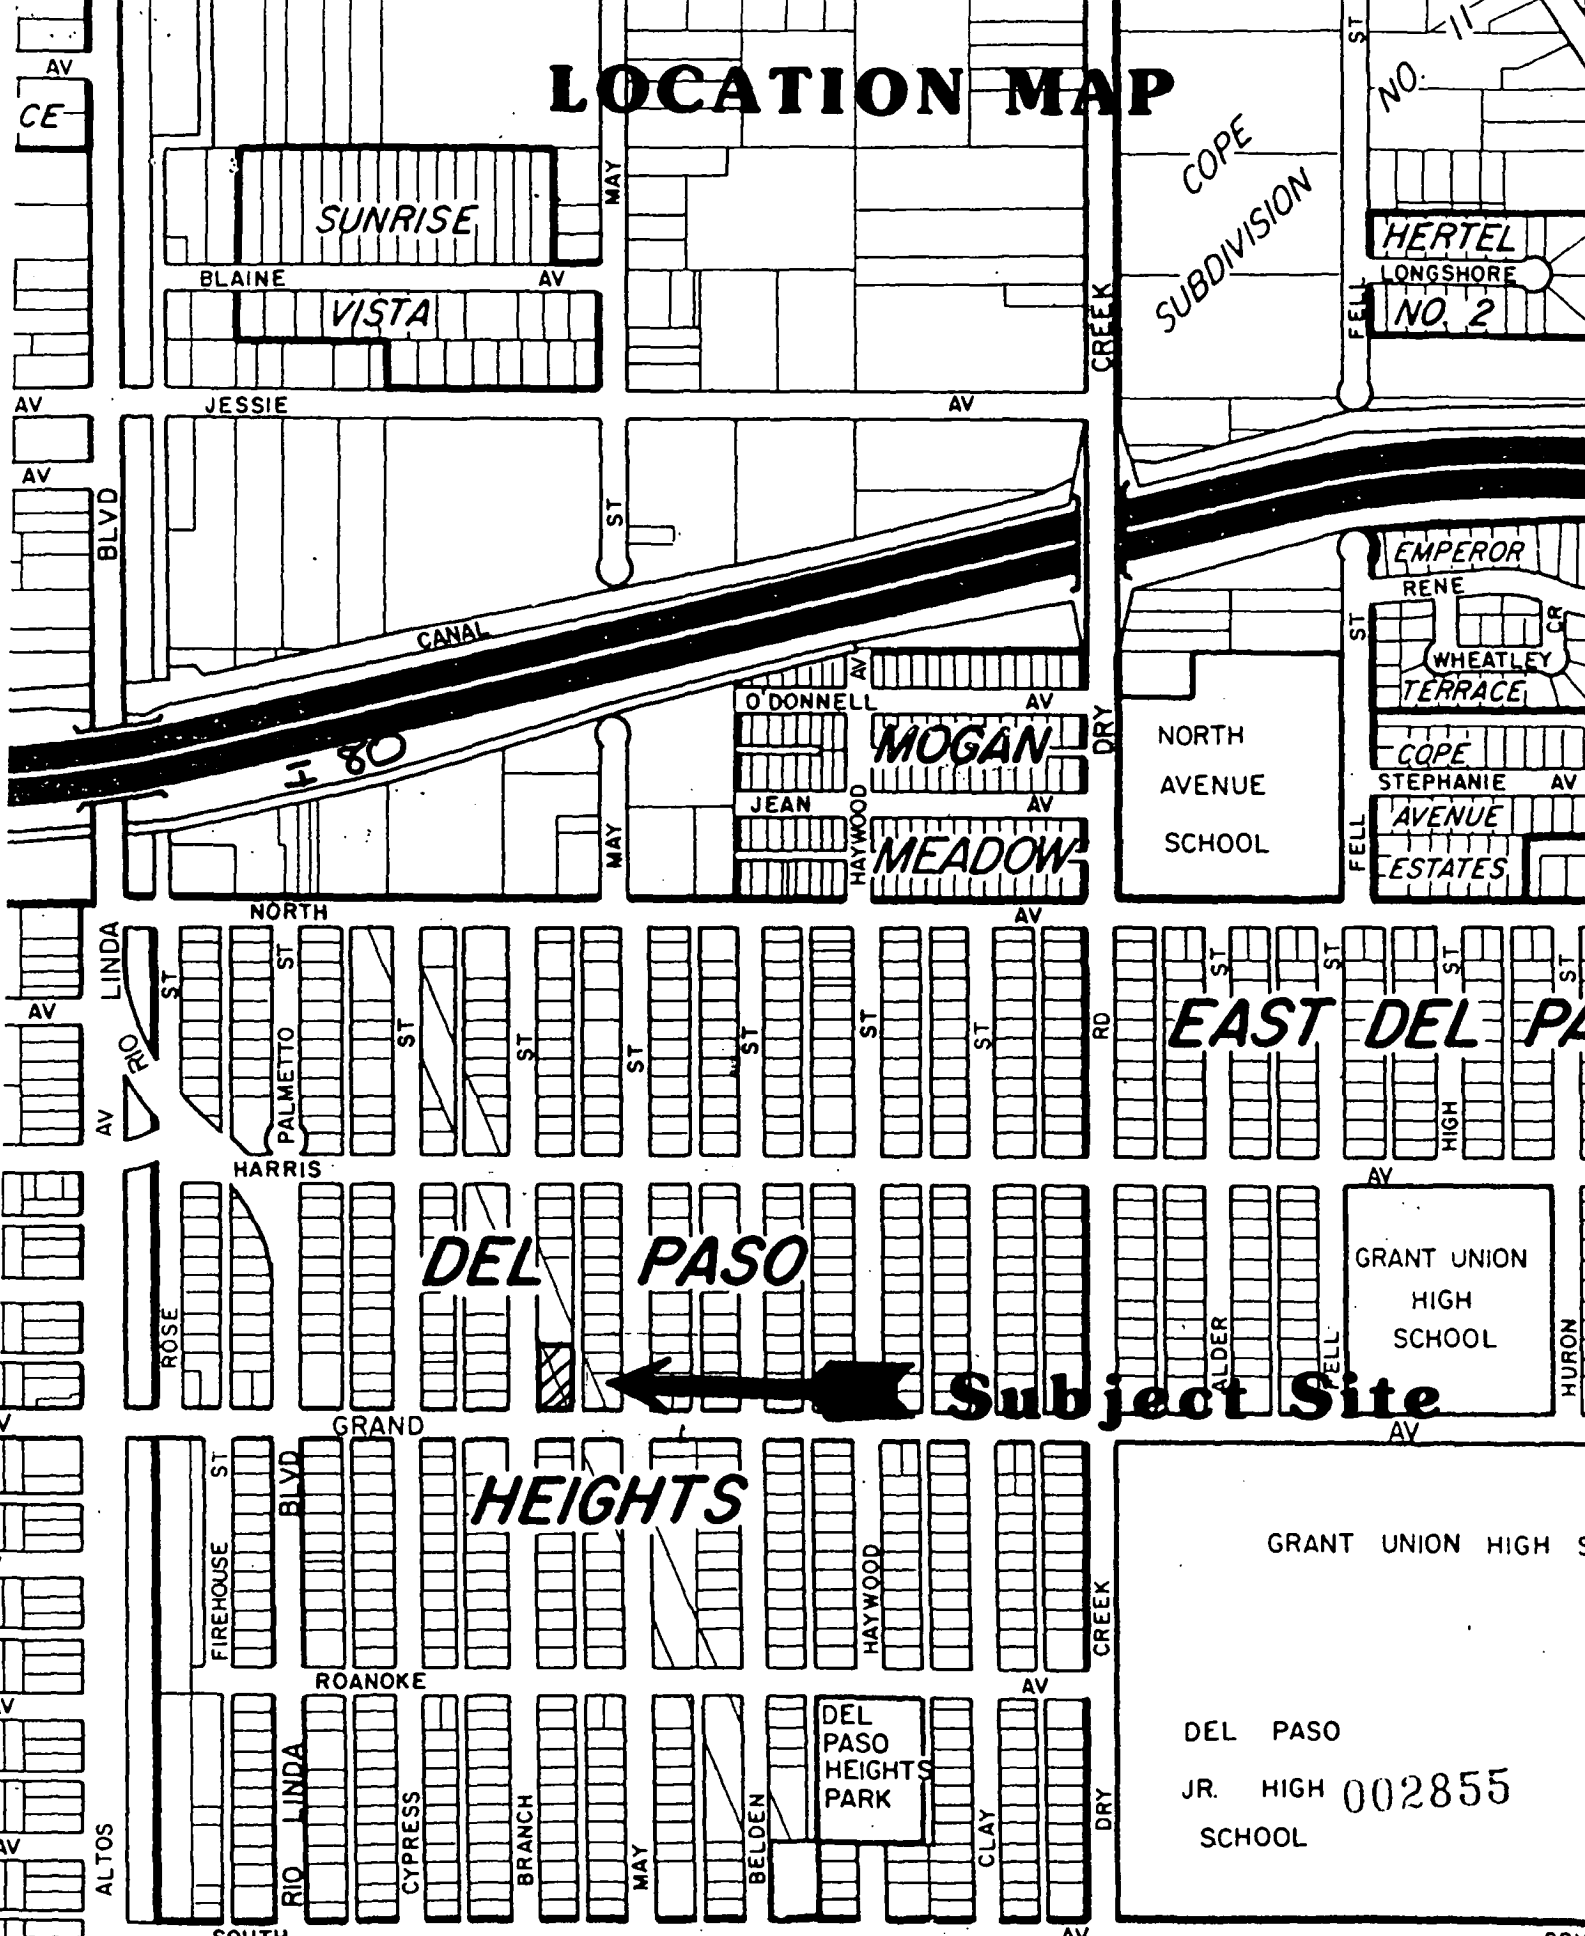 LOCATION MAP
AV
CE
ST
NO. 11
MAY
COPE
SUBDIVISION
SUNRISE
BLAINE AV
VISTA
HERTEL
LONGSHORE
NO. 2
CREEK
FELL
AV
JESSIE AV
AV
BLVD
ST
CANAL
EMPEROR
RENE
CR
ST
WHEATLEY
TERRACE
AV
O'DONNELL AV
MOGAN
DRY
NORTH
AVENUE
SCHOOL
COPE
STEPHANIE AV
H 80
JEAN AV
HAYWOOD
MAY
MEADOW
AVENUE
ESTATES
FELL
NORTH AV
LINDA
ST
ST
ST
ST
ST
ST
ST
ST
RD
ST
ST
ST
ST
AV
RIO
PALMETTO
EAST DEL PA
AV
HIGH
HARRIS AV
DEL PASO
GRANT UNION
HIGH
SCHOOL
ROSE
ALDER
FELL
HURON
Subject Site
V
GRAND AV
ST
BLVD
HEIGHTS
GRANT UNION HIGH S
FIREHOUSE
HAYWOOD
CREEK
ROANOKE AV
V
DEL
PASO
HEIGHTS
PARK
DEL PASO
JR. HIGH 002855
SCHOOL
AV
ALTOS
RIO LINDA
CYPRESS
BRANCH
MAY
BELDEN
CLAY
DRY
SOUTH AV